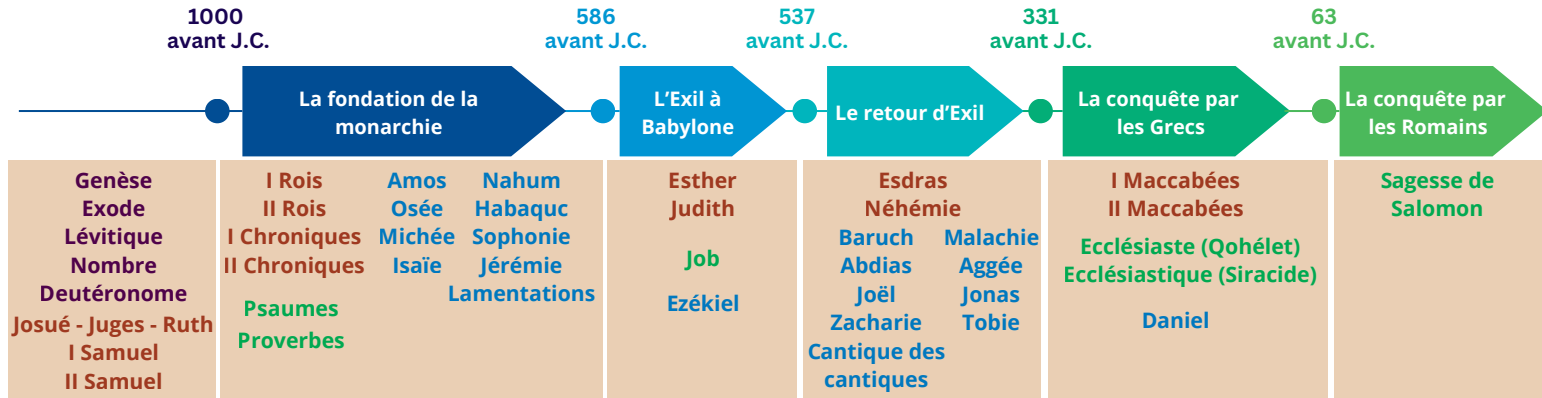 1000
avant J.C.
586
avant J.C.
537
avant J.C.
331
avant J.C.
63
avant J.C.
La fondation de la
monarchie
L'Exil à
Babylone
Le retour d'Exil
La conquête par
les Grecs
La conquête par
les Romains
Genèse
Exode
Lévitique
Nombre
Deutéronome
Josué - Juges - Ruth
I Samuel
II Samuel
I Rois
II Rois
I Chroniques
II Chroniques
Psaumes
Proverbes
Amos
Osée
Michée
Isaïe
Nahum
Habaquc
Sophonie
Jérémie
Lamentations
Esther
Judith
Job
Ezékiel
Esdras
Néhémie
Baruch
Abdias
Joël
Zacharie
Cantique des
cantiques
Malachie
Aggée
Jonas
Tobie
I Maccabées
II Maccabées
Ecclésiaste (Qohélet)
Ecclésiastique (Siracide)
Daniel
Sagesse de
Salomon